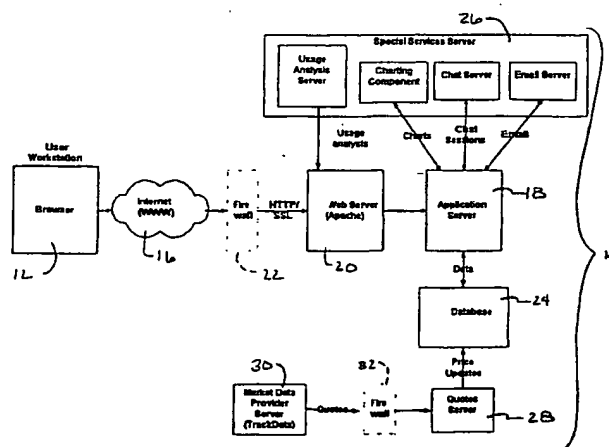 26
Special Services Server
Usage
Analysis
Server
Charting
Component
Chat Server
Email Server
Usage
analysis
Charts
Chat
Sessions
Email
User
Workstation
Browser
12
Internet
(WWW)
16
Fire
wall
22
HTTP/
SSL
Web Server
(Apache)
20
Application
Server
18
Data
Database
24
Price
Updates
Quotes
Server
28
30
Market Data
Provider
Server
(TrackData)
Quotes
32
Fire
wall